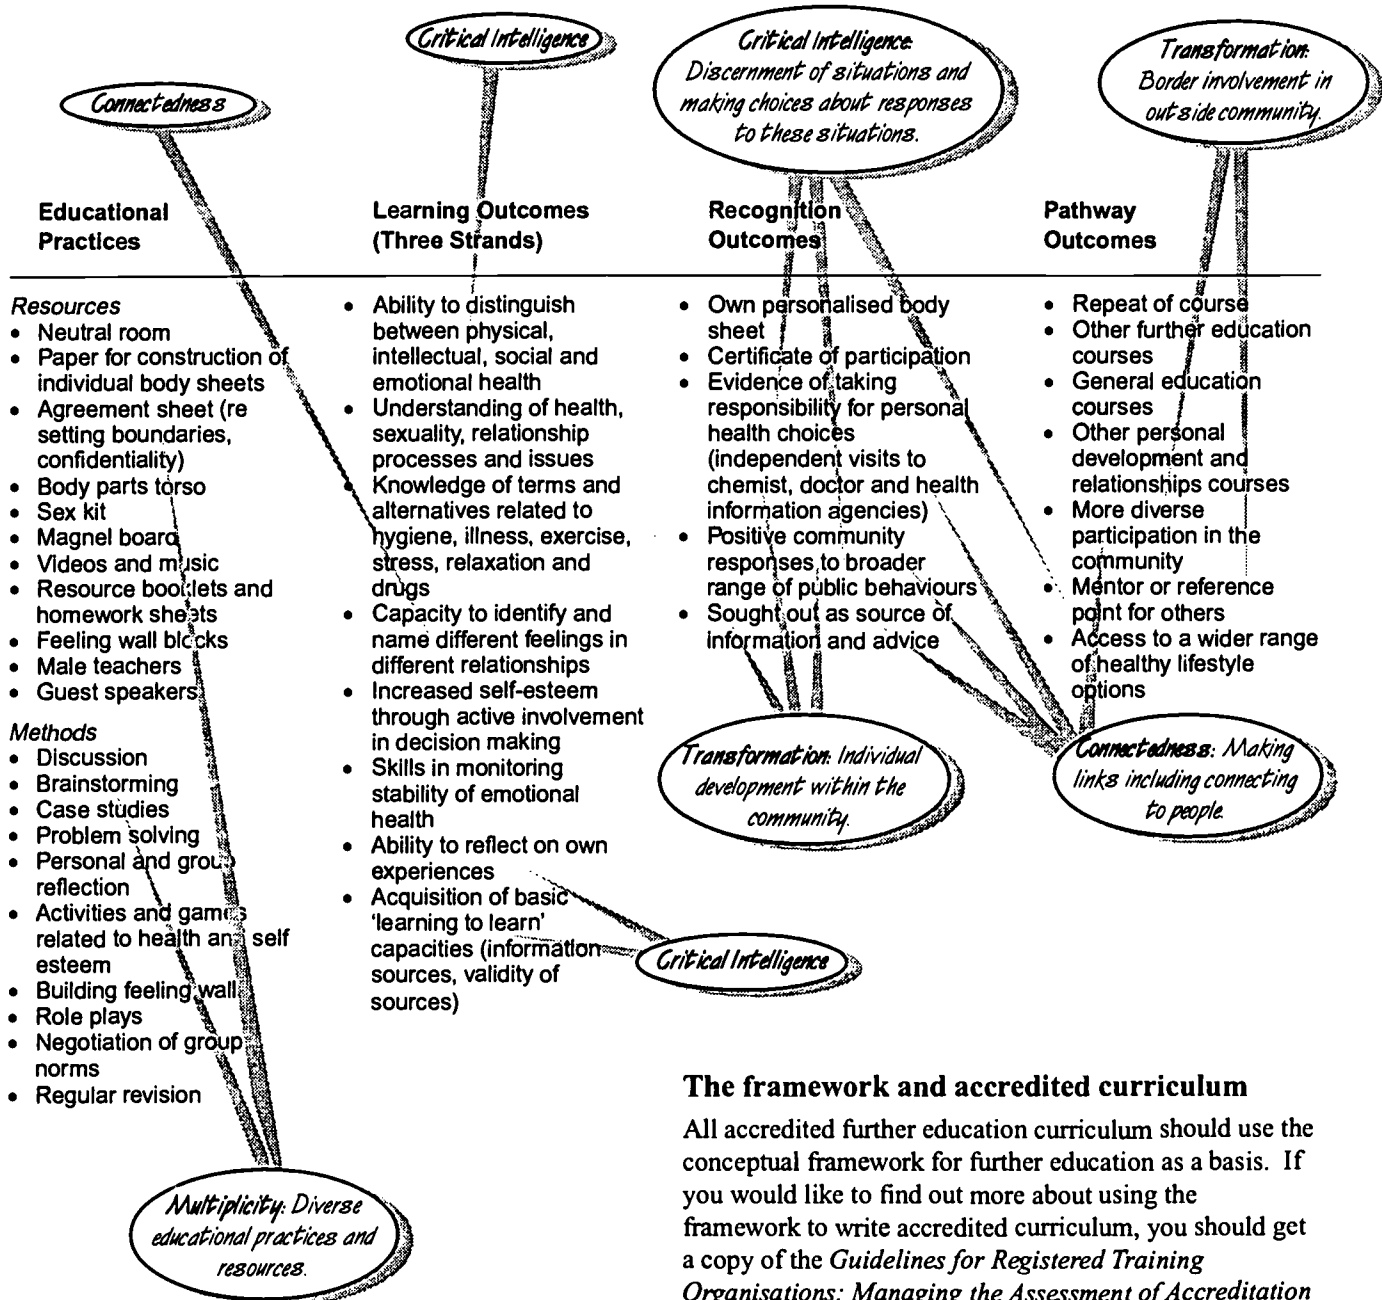 Connectedness
Critical Intelligence
Critical Intelligence:
Discernment of situations and
making choices about responses
to these situations.
Transformation:
Border involvement in
outside community.
Educational
Practices
Learning Outcomes
(Three Strands)
Recognition
Outcomes
Pathway
Outcomes
Resources
• Neutral room
• Paper for construction of
individual body sheets
• Agreement sheet (re
setting boundaries,
confidentiality)
• Body parts torso
• Sex kit
• Magnel board
• Videos and music
• Resource booklets and
homework sheets
• Feeling wall blocks
• Male teachers
• Guest speakers
Methods
• Discussion
• Brainstorming
• Case studies
• Problem solving
• Personal and group
reflection
• Activities and games
related to health and self
esteem
• Building feeling wall
• Role plays
• Negotiation of group
norms
• Regular revision
• Ability to distinguish
between physical,
intellectual, social and
emotional health
• Understanding of health,
sexuality, relationship
processes and issues
• Knowledge of terms and
alternatives related to
hygiene, illness, exercise,
stress, relaxation and
drugs
• Capacity to identify and
name different feelings in
different relationships
• Increased self-esteem
through active involvement
in decision making
• Skills in monitoring
stability of emotional
health
• Ability to reflect on own
experiences
• Acquisition of basic
'learning to learn'
capacities (information
sources, validity of
sources)
• Own personalised body
sheet
• Certificate of participation
• Evidence of taking
responsibility for personal
health choices
(independent visits to
chemist, doctor and health
information agencies)
• Positive community
responses to broader
range of public behaviours
• Sought out as source of
information and advice
• Repeat of course
• Other further education
courses
• General education
courses
• Other personal
development and
relationships courses
• More diverse
participation in the
community
• Mentor or reference
point for others
• Access to a wider range
of healthy lifestyle
options
Transformation: Individual
development within the
community.
Connectedness: Making
links including connecting
to people.
Critical Intelligence
Multiplicity: Diverse
educational practices and
resources.
The framework and accredited curriculum
All accredited further education curriculum should use the
conceptual framework for further education as a basis. If
you would like to find out more about using the
framework to write accredited curriculum, you should get
a copy of the Guidelines for Registered Training
Organisations: Managing the Assessment of Accreditation